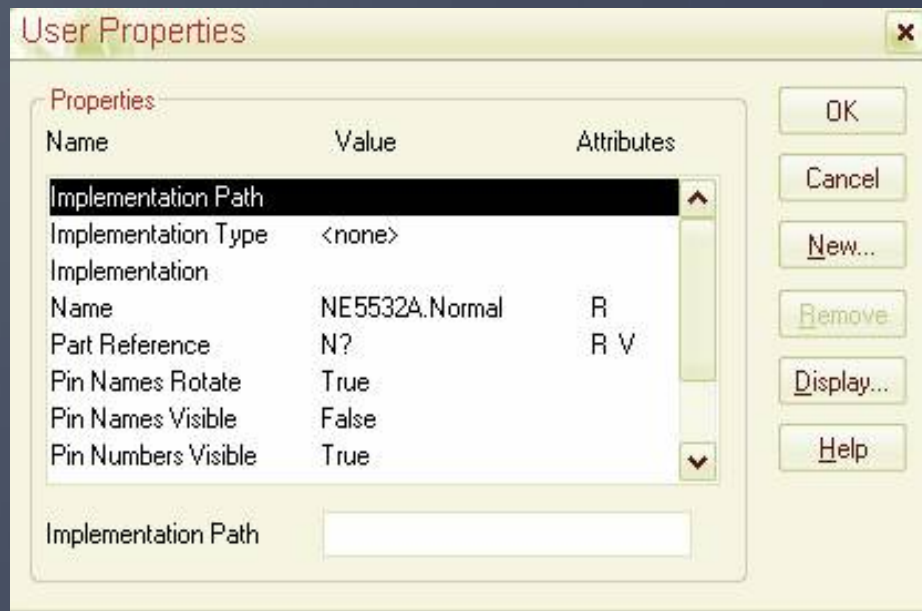 User Properties
Properties
Name Value Attributes
Implementation Path
Implementation Type <none>
Implementation
Name NE5532A.Normal R
Part Reference N? R V
Pin Names Rotate True
Pin Names Visible False
Pin Numbers Visible True
Implementation Path
OK
Cancel
New...
Remove
Display...
Help